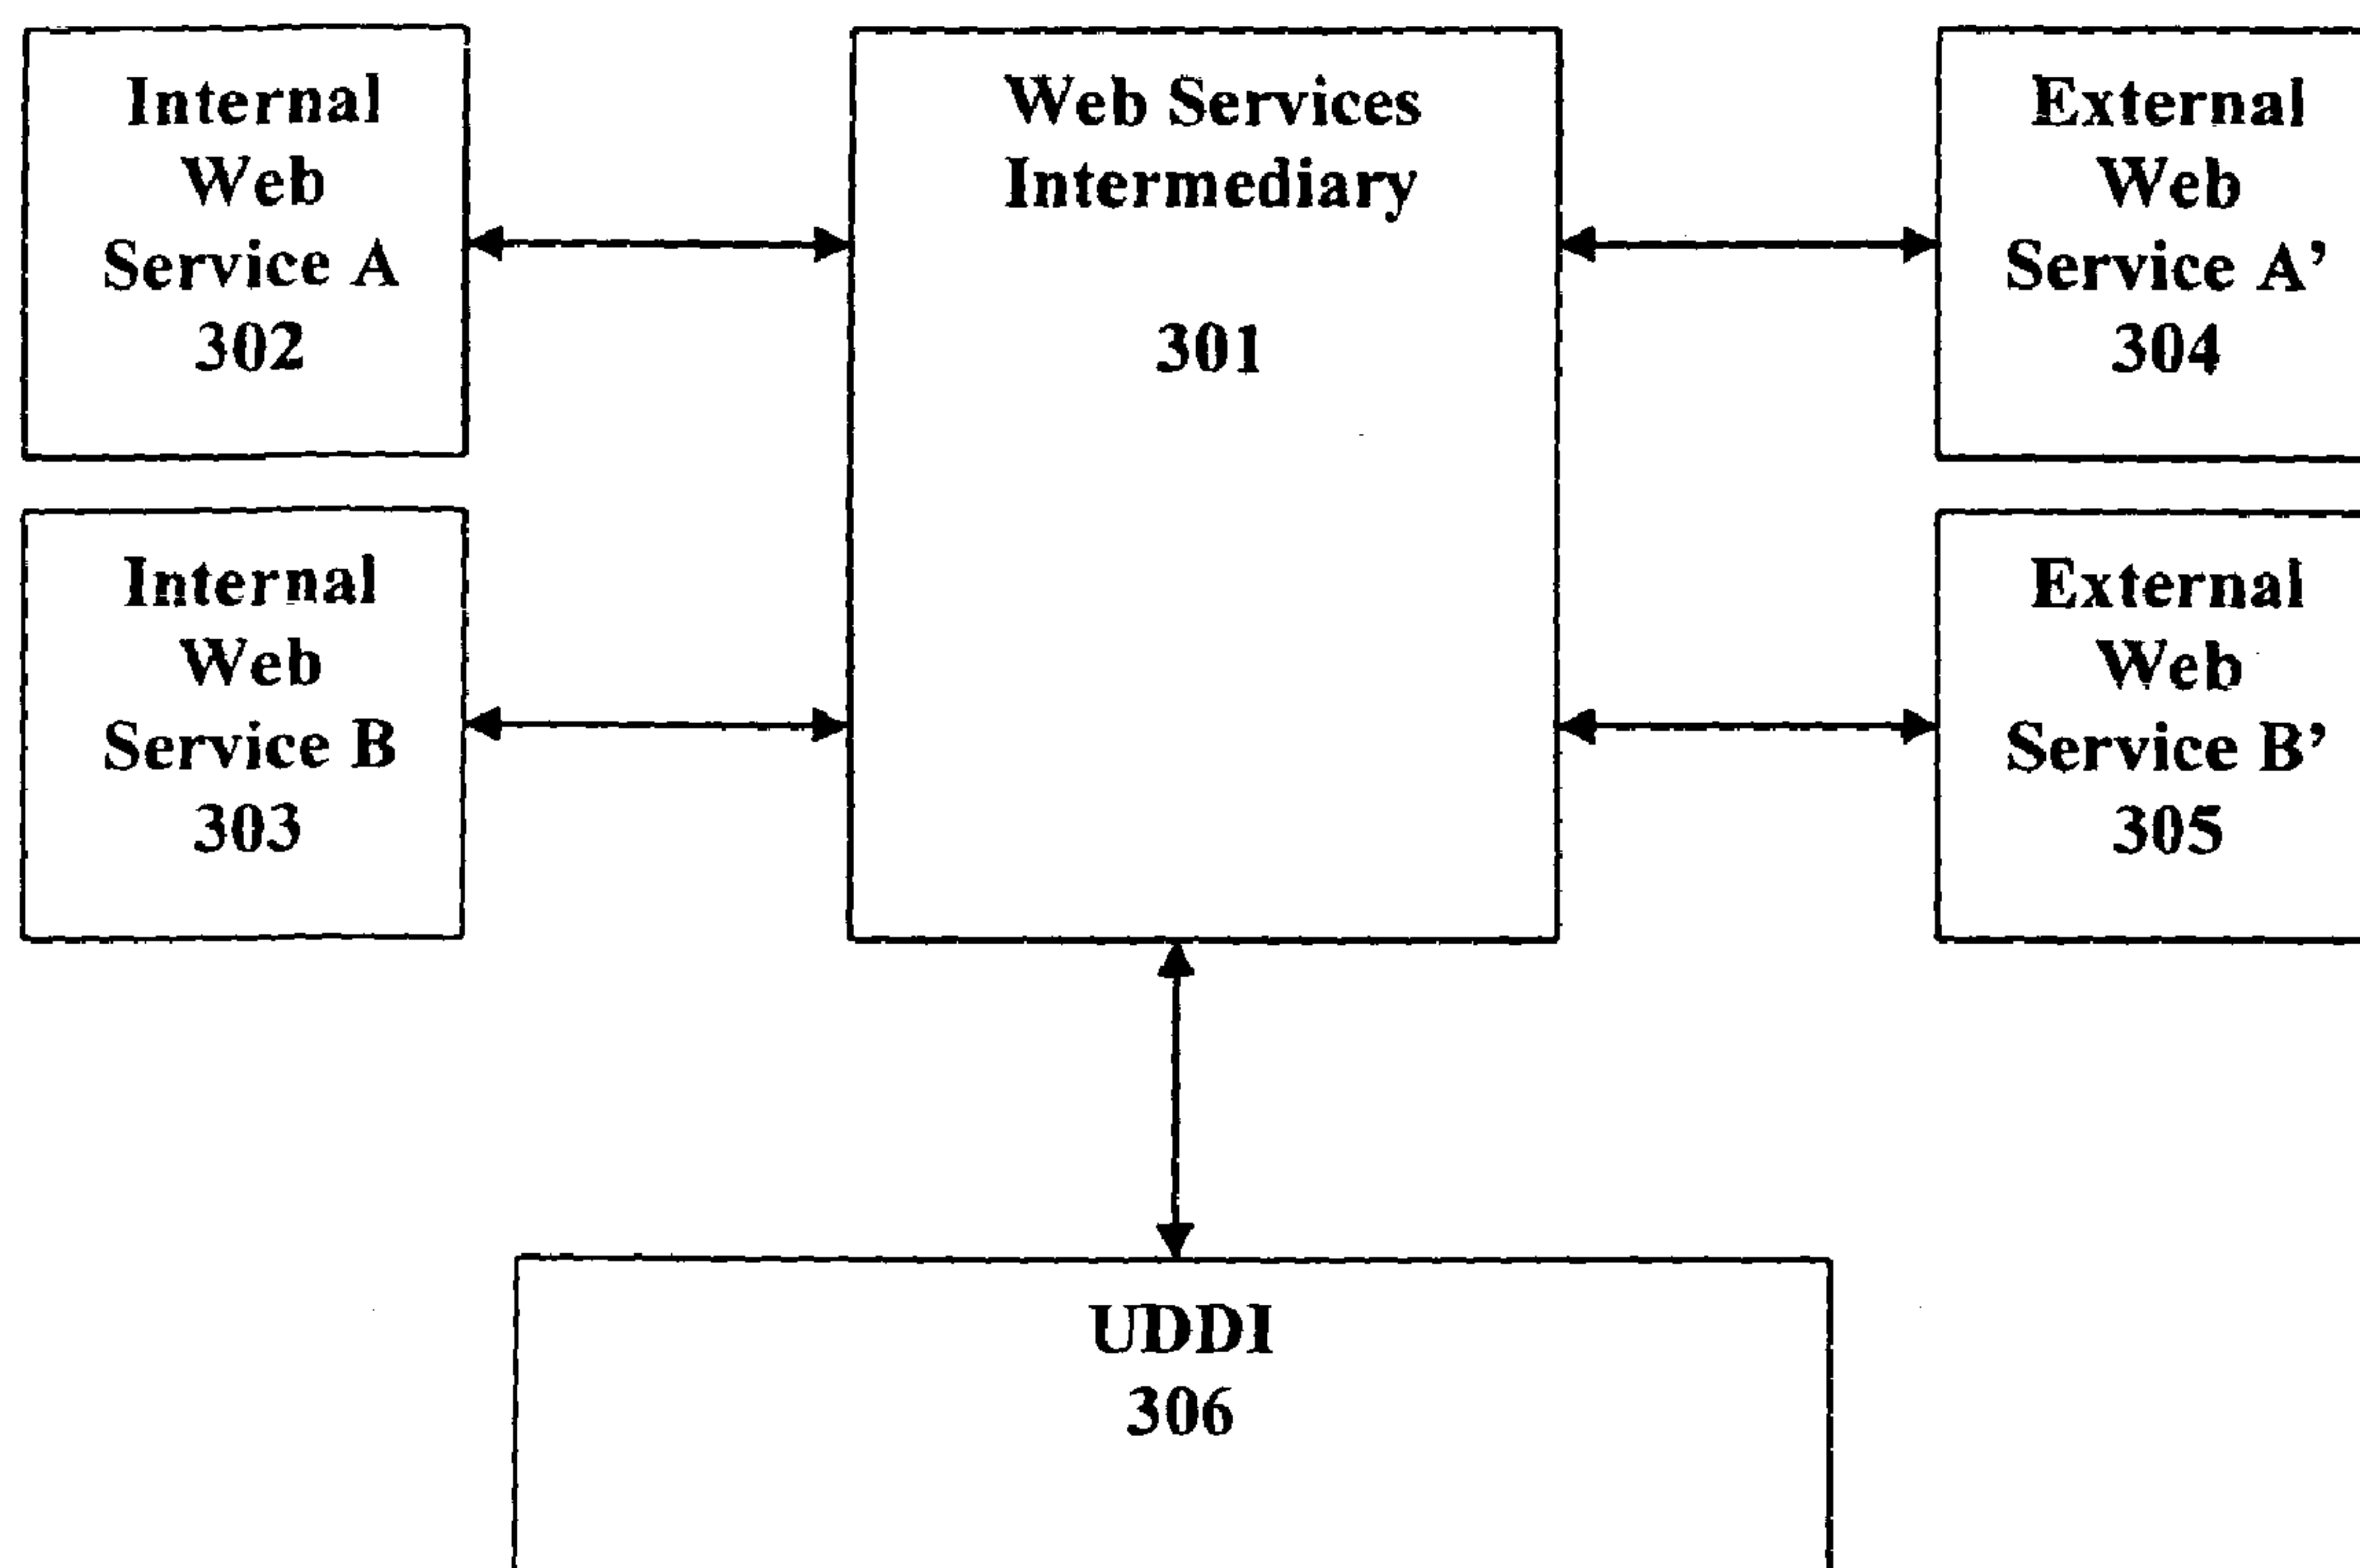 Internal
Web
Service A
302
Web Services
Intermediary
301
External
Web
Service A’
304
Internal
Web
Service B
303
External
Web
Service B’
305
UDDI
306